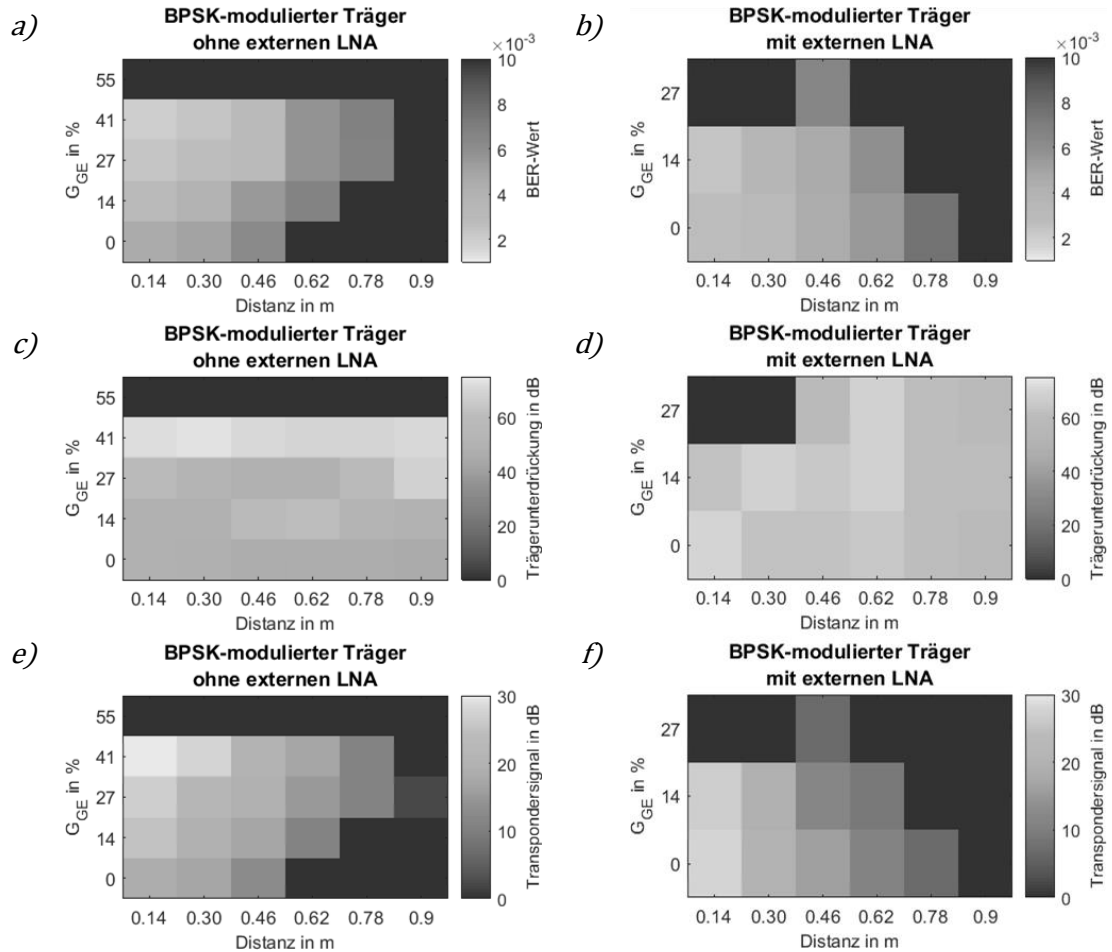 a)
BPSK-modulierter Träger
ohne externen LNA
×10⁻³
55
41
27
14
0
G_GE in %
0.14 0.30 0.46 0.62 0.78 0.9
Distanz in m
10
8
6
4
2
BER-Wert
b)
BPSK-modulierter Träger
mit externen LNA
×10⁻³
27
14
0
G_GE in %
0.14 0.30 0.46 0.62 0.78 0.9
Distanz in m
10
8
6
4
2
BER-Wert
c)
BPSK-modulierter Träger
ohne externen LNA
55
41
27
14
0
G_GE in %
0.14 0.30 0.46 0.62 0.78 0.9
Distanz in m
60
40
20
0
Trägerunterdrückung in dB
d)
BPSK-modulierter Träger
mit externen LNA
27
14
0
G_GE in %
0.14 0.30 0.46 0.62 0.78 0.9
Distanz in m
60
40
20
0
Trägerunterdrückung in dB
e)
BPSK-modulierter Träger
ohne externen LNA
55
41
27
14
0
G_GE in %
0.14 0.30 0.46 0.62 0.78 0.9
Distanz in m
30
20
10
0
Transpondersignal in dB
f)
BPSK-modulierter Träger
mit externen LNA
27
14
0
G_GE in %
0.14 0.30 0.46 0.62 0.78 0.9
Distanz in m
30
20
10
0
Transpondersignal in dB